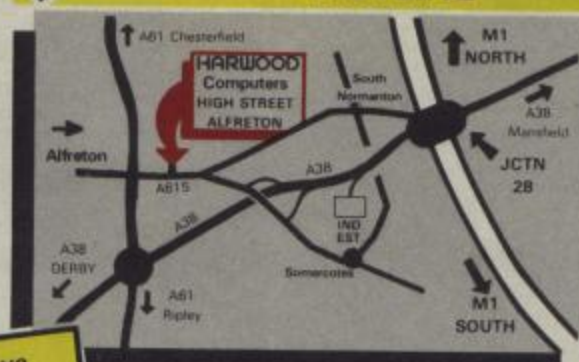 A61 Chesterfield
M1
NORTH
HARWOOD
Computers
HIGH STREET
ALFRETON
South
Normanton
A38
Mansfield
Alfreton
JCTN
28
A615
A38
A38
IND
EST
A38
DERBY
Somercotes
A61
Ripley
M1
SOUTH